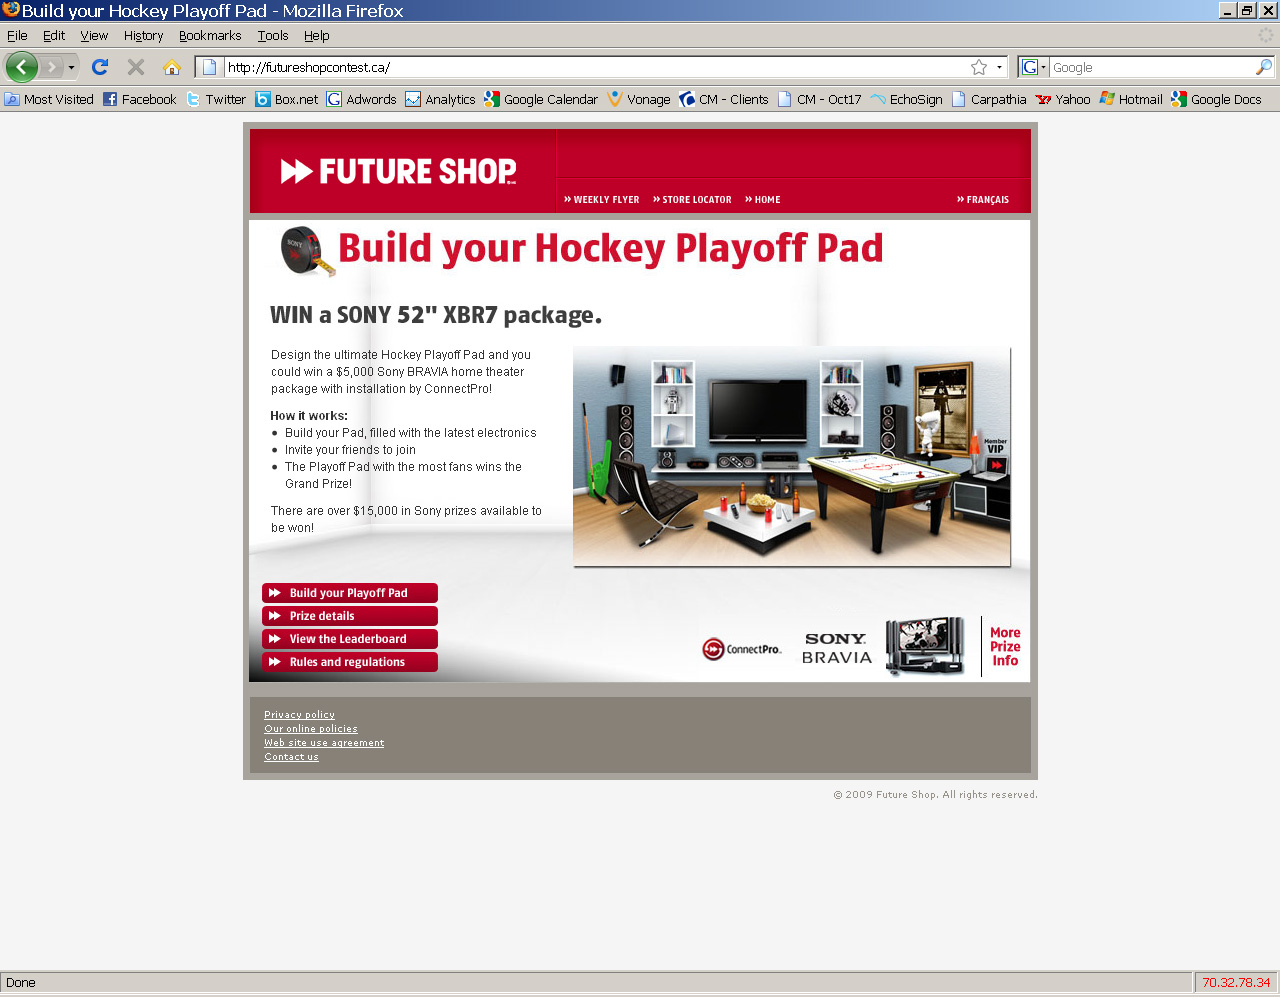 Build your Hockey Playoff Pad - Mozilla Firefox
File Edit View History Bookmarks Tools Help
http://futureshopcontest.ca/
G Google
Most Visited Facebook Twitter Box.net Adwords Analytics Google Calendar Vonage CM - Clients CM - Oct17 EchoSign Carpathia Yahoo Hotmail Google Docs
FUTURE SHOP
WEEKLY FLYER STORE LOCATOR HOME FRANÇAIS
SONY
Build your Hockey Playoff Pad
WIN a SONY 52" XBR7 package.
Design the ultimate Hockey Playoff Pad and you
could win a $5,000 Sony BRAVIA home theater
package with installation by ConnectPro!
How it works:
• Build your Pad, filled with the latest electronics
• Invite your friends to join
• The Playoff Pad with the most fans wins the
Grand Prize!
There are over $15,000 in Sony prizes available to
be won!
Member
VIP
Build your Playoff Pad
Prize details
View the Leaderboard
Rules and regulations
ConnectPro
SONY
BRAVIA
More
Prize
Info
Privacy policy
Our online policies
Web site use agreement
Contact us
© 2009 Future Shop. All rights reserved.
Done
70.32.78.34